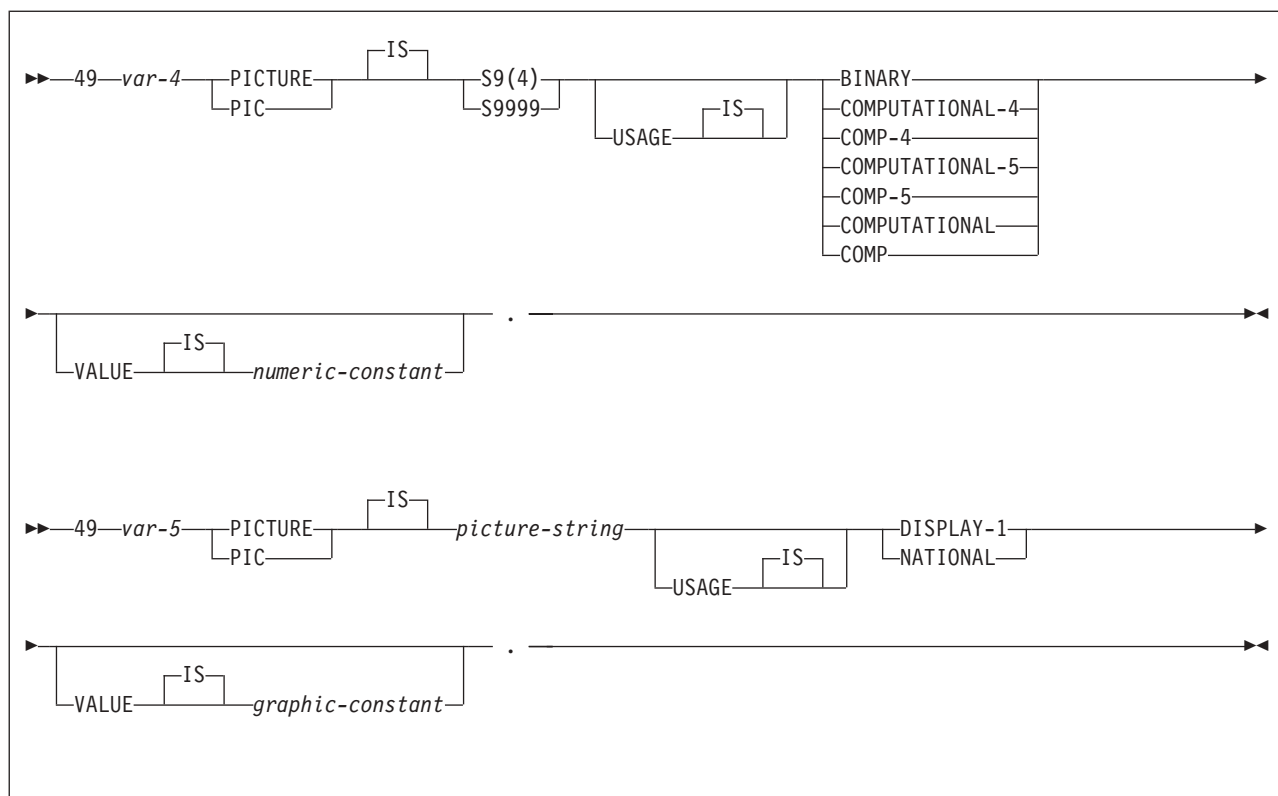 IS
49 var-4 PICTURE S9(4) BINARY
PIC S9999 IS COMPUTATIONAL-4
USAGE COMP-4
COMPUTATIONAL-5
COMP-5
COMPUTATIONAL
COMP
.
IS
VALUE numeric-constant
IS
49 var-5 PICTURE picture-string DISPLAY-1
PIC IS NATIONAL
USAGE
.
IS
VALUE graphic-constant